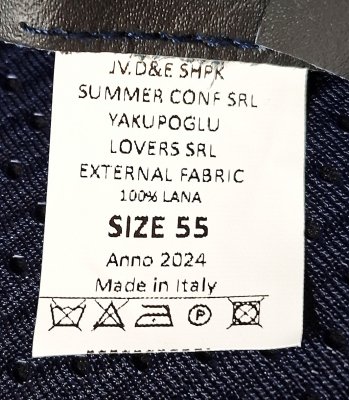 JV.D&E SHPK
SUMMER CONF SRL
YAKUPOGLU
LOVERS SRL
EXTERNAL FABRIC
100% LANA
SIZE 55
Anno 2024
Made in Italy
P